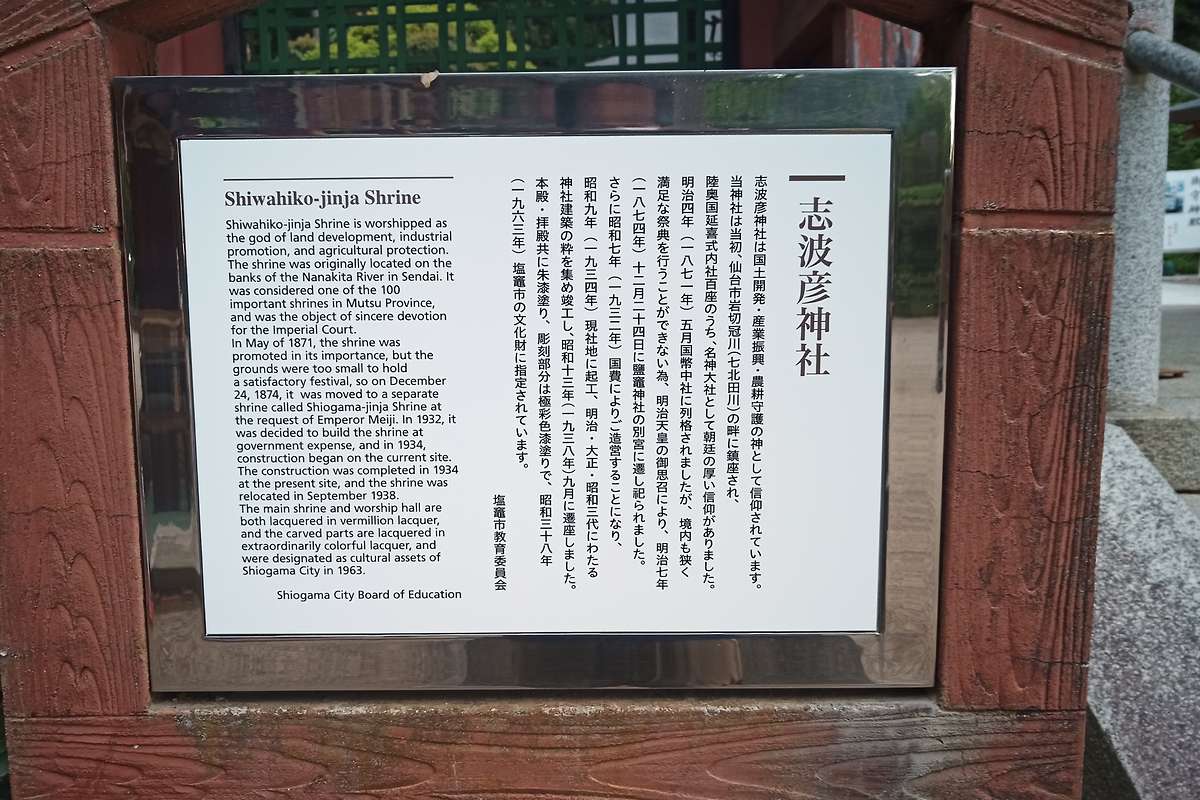 志波彦神社
志波彦神社は国土開発・産業振興・農耕守護の神として信仰されています。
当神社は当初、仙台市岩切冠川(七北田川)の畔に鎮座され、
陸奥国延喜式内社百座のうち、名神大社として朝廷の厚い信仰がありました。
明治四年(一八七一年)五月国幣中社に列格されましたが、境内も狭く
満足な祭典を行うことができない為、明治天皇の御思召により、明治七年
(一八七四年)十二月二十四日に鹽竈神社の別宮に遷し祀られました。
さらに昭和七年(一九三二年)国費によりご造営することになり、
昭和九年(一九三四年)現社地に起工、明治・大正・昭和三代にわたる
神社建築の粋を集め竣工し、昭和十三年(一九三八年)九月に遷座しました。
本殿・拝殿共に朱漆塗り、彫刻部分は極彩色漆塗りで、昭和三十八年
(一九六三年)塩竈市の文化財に指定されています。
塩竈市教育委員会
Shiwahiko-jinja Shrine
Shiwahiko-jinja Shrine is worshipped as
the god of land development, industrial
promotion, and agricultural protection.
The shrine was originally located on the
banks of the Nanakita River in Sendai. It
was considered one of the 100
important shrines in Mutsu Province,
and was the object of sincere devotion
for the Imperial Court.
In May of 1871, the shrine was
promoted in its importance, but the
grounds were too small to hold
a satisfactory festival, so on December
24, 1874, it was moved to a separate
shrine called Shiogama-jinja Shrine at
the request of Emperor Meiji. In 1932, it
was decided to build the shrine at
government expense, and in 1934,
construction began on the current site.
The construction was completed in 1934
at the present site, and the shrine was
relocated in September 1938.
The main shrine and worship hall are
both lacquered in vermillion lacquer,
and the carved parts are lacquered in
extraordinarily colorful lacquer, and
were designated as cultural assets of
Shiogama City in 1963.
Shiogama City Board of Education